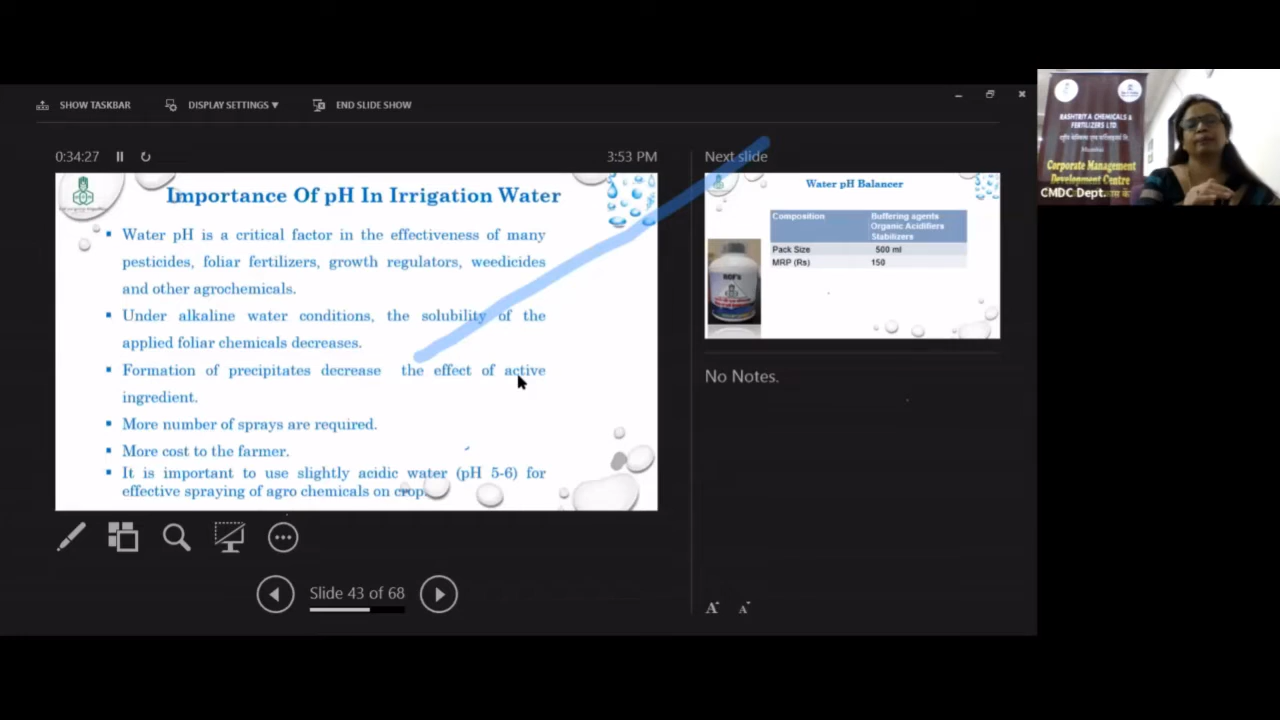 SHOW TASKBAR
DISPLAY SETTINGS ▼
END SLIDE SHOW
0:34:27
3:53 PM
Importance Of pH In Irrigation Water
▪ Water pH is a critical factor in the effectiveness of many
pesticides, foliar fertilizers, growth regulators, weedicides
and other agrochemicals.
▪ Under alkaline water conditions, the solubility of the
applied foliar chemicals decreases.
▪ Formation of precipitates decrease the effect of active
ingredient.
▪ More number of sprays are required.
▪ More cost to the farmer.
▪ It is important to use slightly acidic water (pH 5-6) for
effective spraying of agro chemicals on crop.
Slide 43 of 68
Next slide
Water pH Balancer
Composition Buffering agents
Organic Acidifiers
Stabilizers
Pack Size 500 ml
MRP (Rs) 150
No Notes.
A A
RASHTRIYA CHEMICALS &
FERTILIZERS LTD
Mumbai
Corporate Management
Development Centre
CMDC Dept.